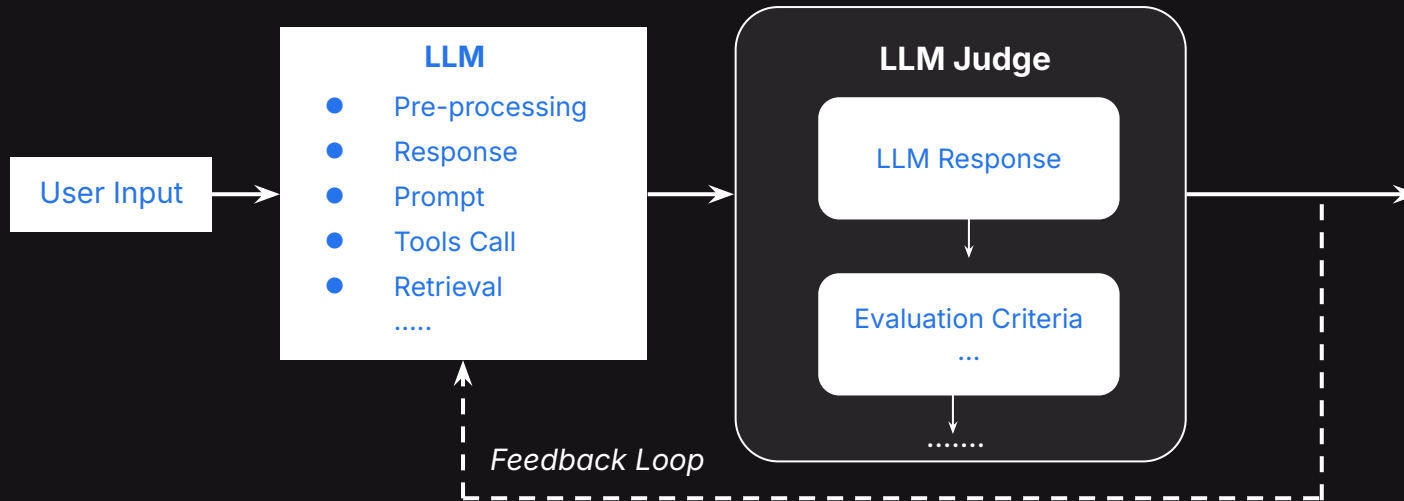 User Input
LLM
● Pre-processing
● Response
● Prompt
● Tools Call
● Retrieval
.....
LLM Judge
LLM Response
Evaluation Criteria
...
.......
Feedback Loop